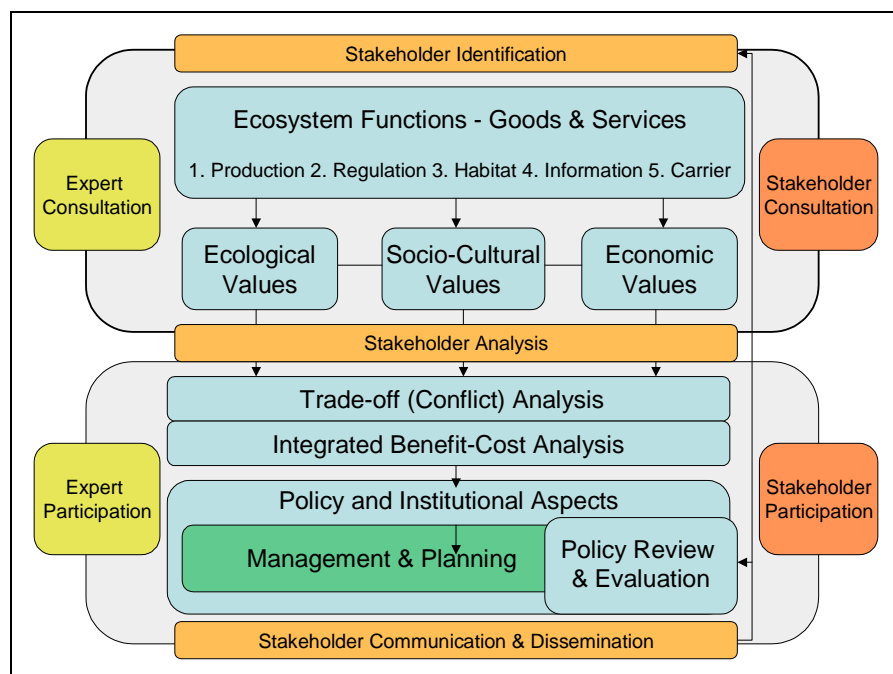 Stakeholder Identification
Ecosystem Functions - Goods & Services
1. Production 2. Regulation 3. Habitat 4. Information 5. Carrier
Expert
Consultation
Stakeholder
Consultation
Ecological
Values
Socio-Cultural
Values
Economic
Values
Stakeholder Analysis
Trade-off (Conflict) Analysis
Integrated Benefit-Cost Analysis
Expert
Participation
Stakeholder
Participation
Policy and Institutional Aspects
Management & Planning
Policy Review
& Evaluation
Stakeholder Communication & Dissemination